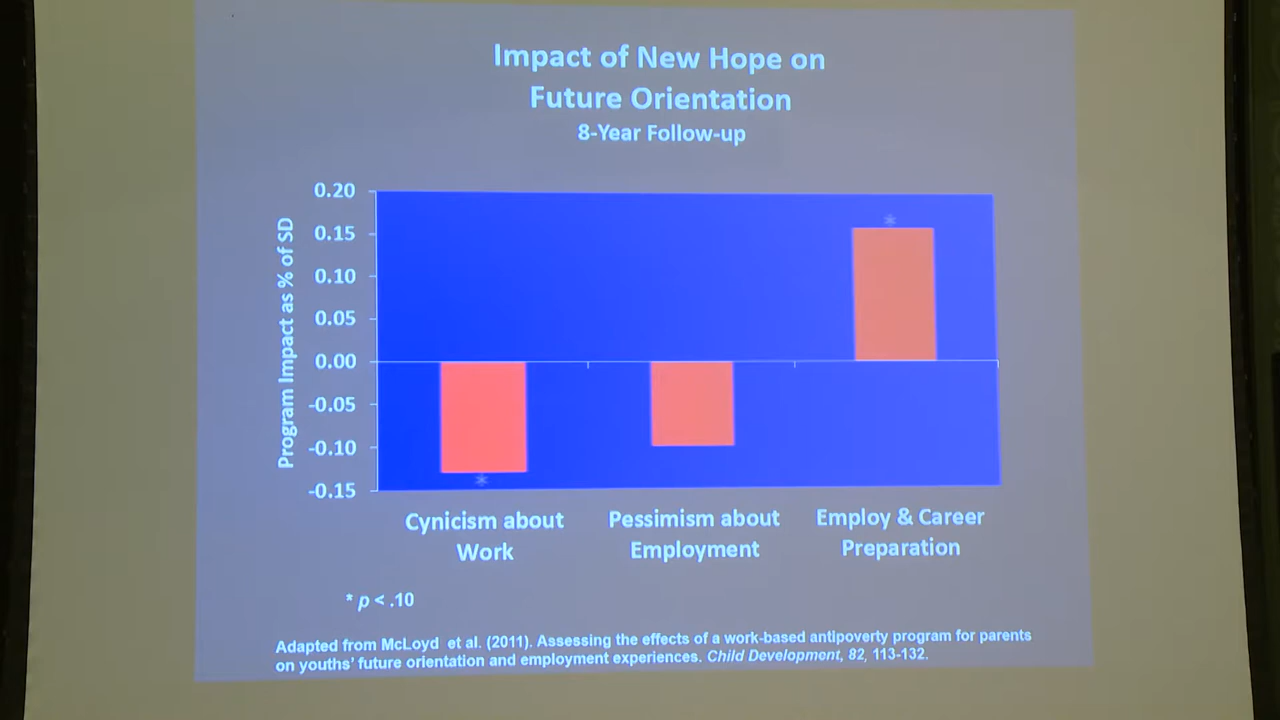 Impact of New Hope on
Future Orientation
8-Year Follow-up
Program Impact as % of SD
0.20
0.15
0.10
0.05
0.00
-0.05
-0.10
-0.15
*
*
Cynicism about
Work
Pessimism about
Employment
Employ & Career
Preparation
* p < .10
Adapted from McLoyd et al. (2011). Assessing the effects of a work-based antipoverty program for parents
on youths' future orientation and employment experiences. Child Development, 82, 113-132.